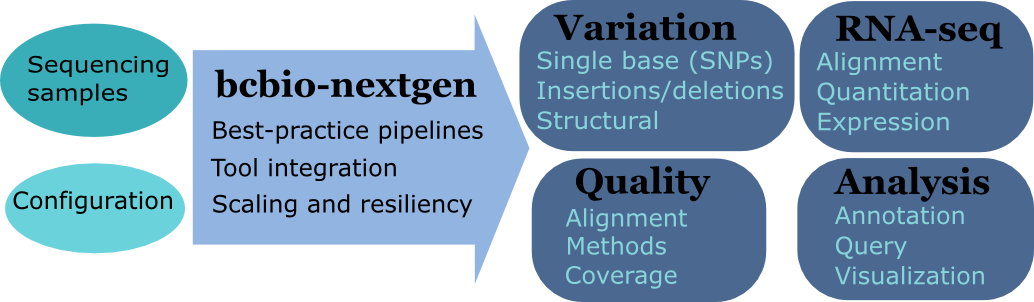 Sequencing
samples
Configuration
bcbio-nextgen
Best-practice pipelines
Tool integration
Scaling and resiliency
Variation
Single base (SNPs)
Insertions/deletions
Structural
RNA-seq
Alignment
Quantitation
Expression
Quality
Alignment
Methods
Coverage
Analysis
Annotation
Query
Visualization